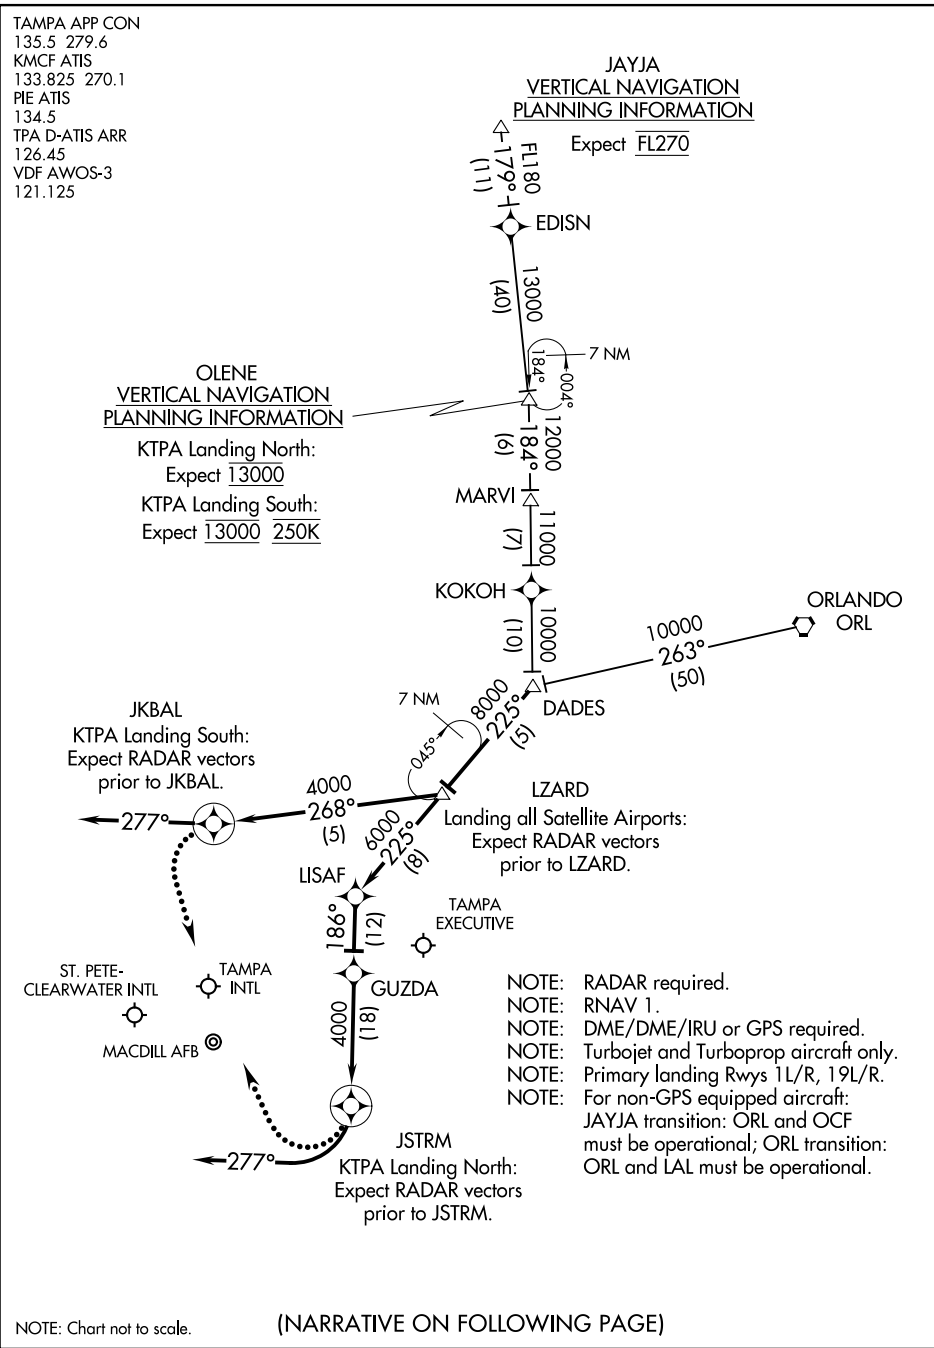 TAMPA APP CON
135.5 279.6
KMCF ATIS
133.825 270.1
PIE ATIS
134.5
TPA D-ATIS ARR
126.45
VDF AWOS-3
121.125
JAYJA
VERTICAL NAVIGATION
PLANNING INFORMATION
Expect FL270
FL180
179°
(11)
EDISN
13000
(40)
7 NM
184°
004°
OLENE
VERTICAL NAVIGATION
PLANNING INFORMATION
KTPA Landing North:
Expect 13000
KTPA Landing South:
Expect 13000 250K
12000
184°
(6)
MARVI
11000
(7)
KOKOH
10000
(10)
ORLANDO
ORL
10000
263°
(50)
DADES
8000
225°
(5)
7 NM
045°
JKBAL
KTPA Landing South:
Expect RADAR vectors
prior to JKBAL.
4000
268°
(5)
277°
LZARD
Landing all Satellite Airports:
Expect RADAR vectors
prior to LZARD.
6000
225°
(8)
LISAF
186°
(12)
TAMPA
EXECUTIVE
ST. PETE-
CLEARWATER INTL
TAMPA
INTL
GUZDA
MACDILL AFB
4000
(18)
NOTE: RADAR required.
NOTE: RNAV 1.
NOTE: DME/DME/IRU or GPS required.
NOTE: Turbojet and Turboprop aircraft only.
NOTE: Primary landing Rwys 1L/R, 19L/R.
NOTE: For non-GPS equipped aircraft:
JAYJA transition: ORL and OCF
must be operational; ORL transition:
ORL and LAL must be operational.
277°
JSTRM
KTPA Landing North:
Expect RADAR vectors
prior to JSTRM.
NOTE: Chart not to scale.
(NARRATIVE ON FOLLOWING PAGE)